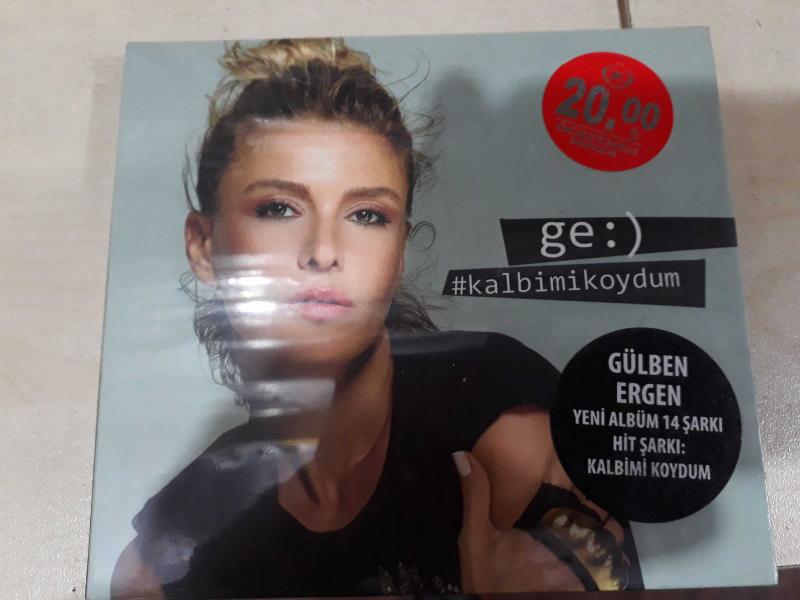 20.00 ₺
ge:)
#kalbimikoydum
GÜLBEN
ERGEN
YENİ ALBÜM 14 ŞARKI
HİT ŞARKI:
KALBİMİ KOYDUM